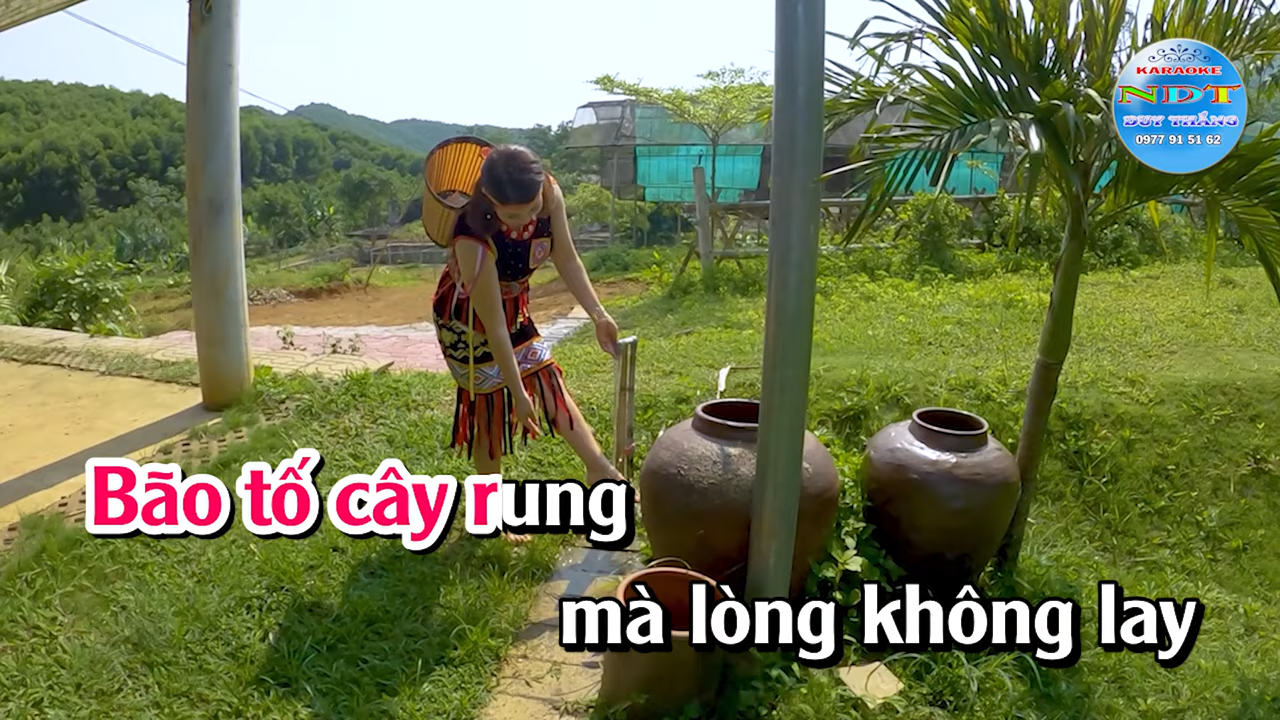 KARAOKE
NDT
DUY THẮNG
0977 91 51 62
Bão tố cây rung
mà lòng không lay